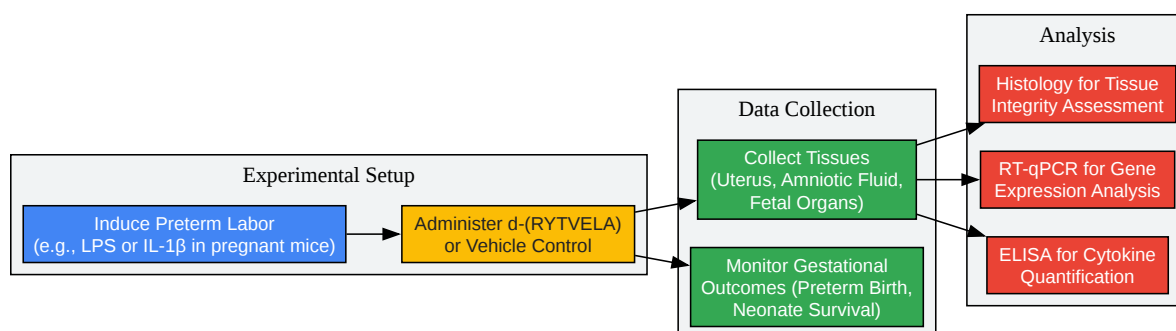 Experimental Setup
Induce Preterm Labor
(e.g., LPS or IL-1β in pregnant mice)
Administer d-(RYTVELA)
or Vehicle Control
Data Collection
Collect Tissues
(Uterus, Amniotic Fluid,
Fetal Organs)
Monitor Gestational
Outcomes (Preterm Birth,
Neonate Survival)
Analysis
Histology for Tissue
Integrity Assessment
RT-qPCR for Gene
Expression Analysis
ELISA for Cytokine
Quantification